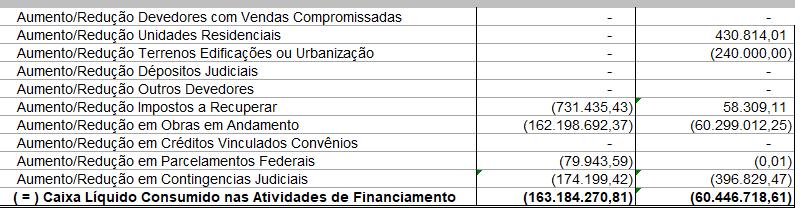 Aumento/Redução Devedores com Vendas Compromissadas - -
Aumento/Redução Unidades Residenciais - 430.814,01
Aumento/Redução Terrenos Edificações ou Urbanização - (240.000,00)
Aumento/Redução Dépósitos Judiciais - -
Aumento/Redução Outros Devedores - -
Aumento/Redução Impostos a Recuperar (731.435,43) 58.309,11
Aumento/Redução em Obras em Andamento (162.198.692,37) (60.299.012,25)
Aumento/Redução em Créditos Vinculados Convênios - -
Aumento/Redução em Parcelamentos Federais (79.943,59) (0,01)
Aumento/Redução em Contingencias Judiciais (174.199,42) (396.829,47)
( = ) Caixa Líquido Consumido nas Atividades de Financiamento (163.184.270,81) (60.446.718,61)